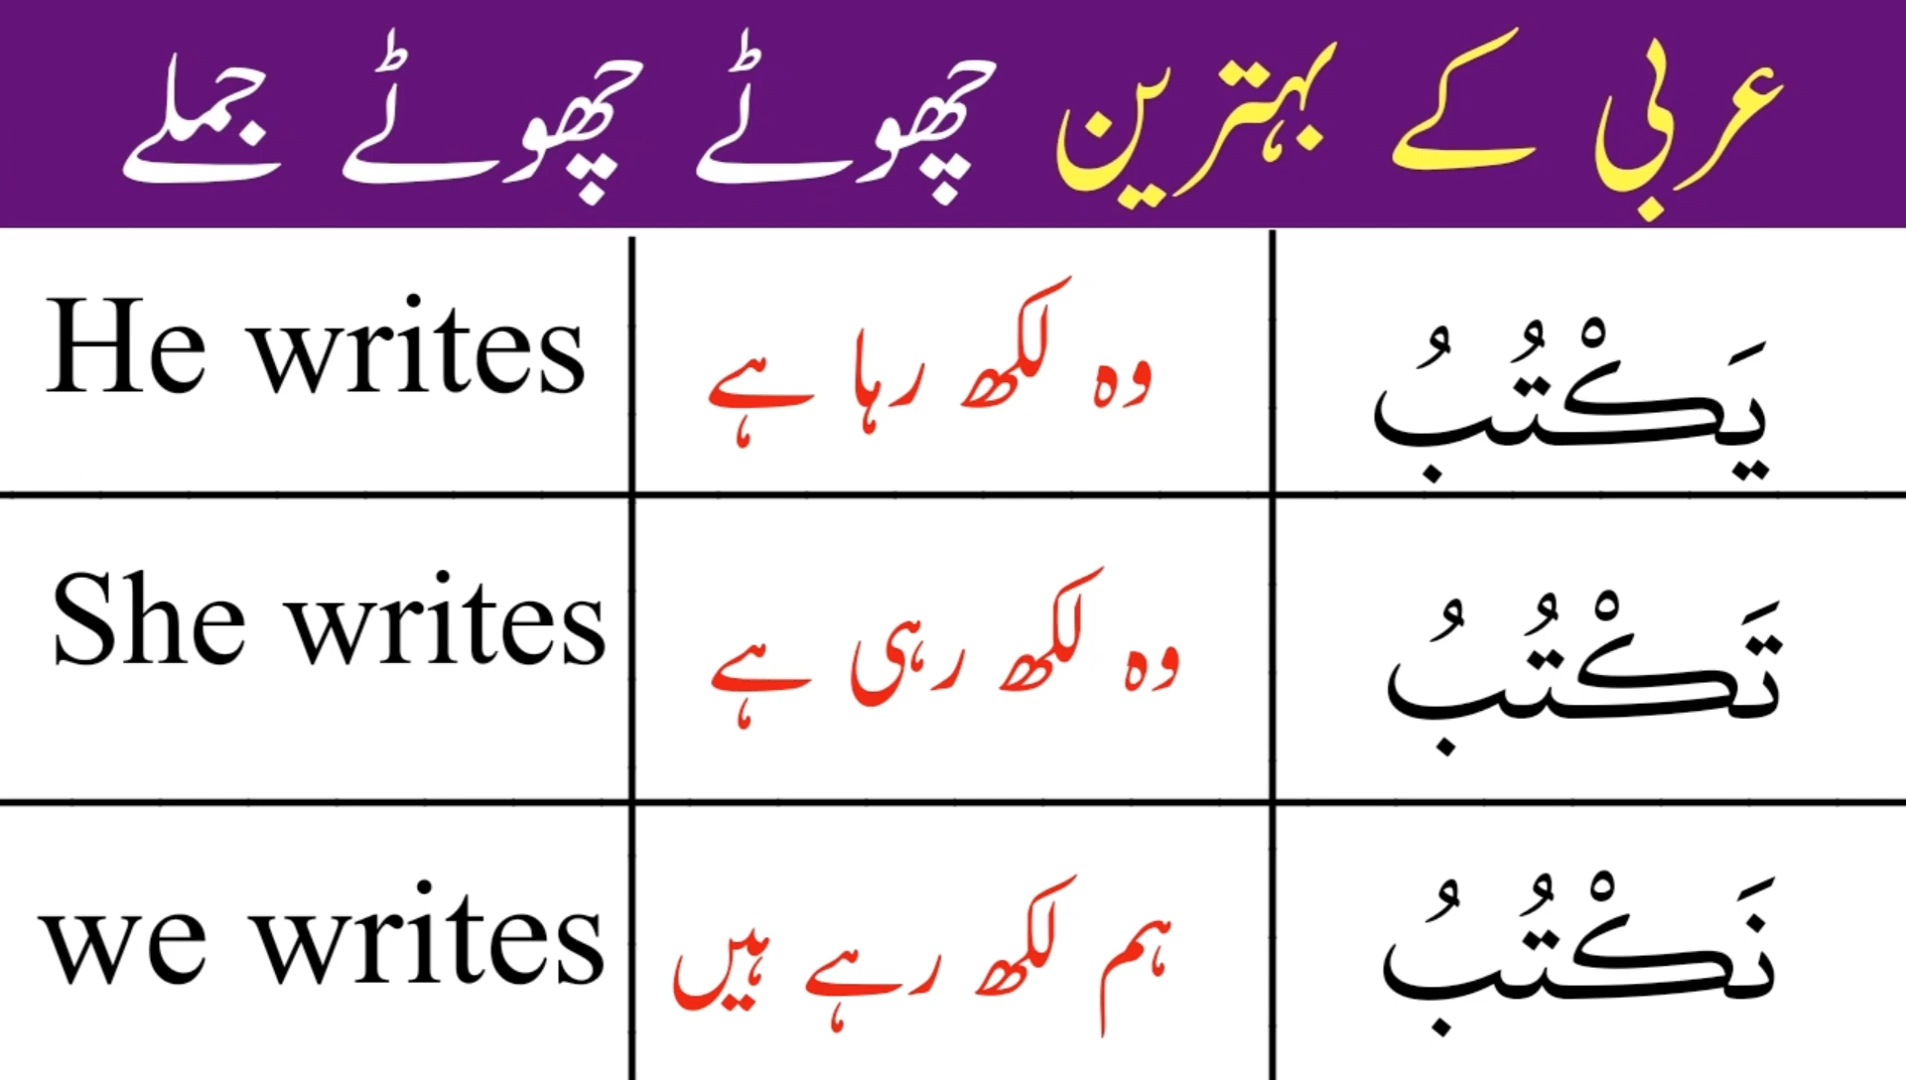 عربی کے بہترین چھوٹے چھوٹے جملے
He writes وہ لکھ رہا ہے يَكْتُبُ
She writes وہ لکھ رہی ہے تَكْتُبُ
we writes ہم لکھ رہے ہیں نَكْتُبُ